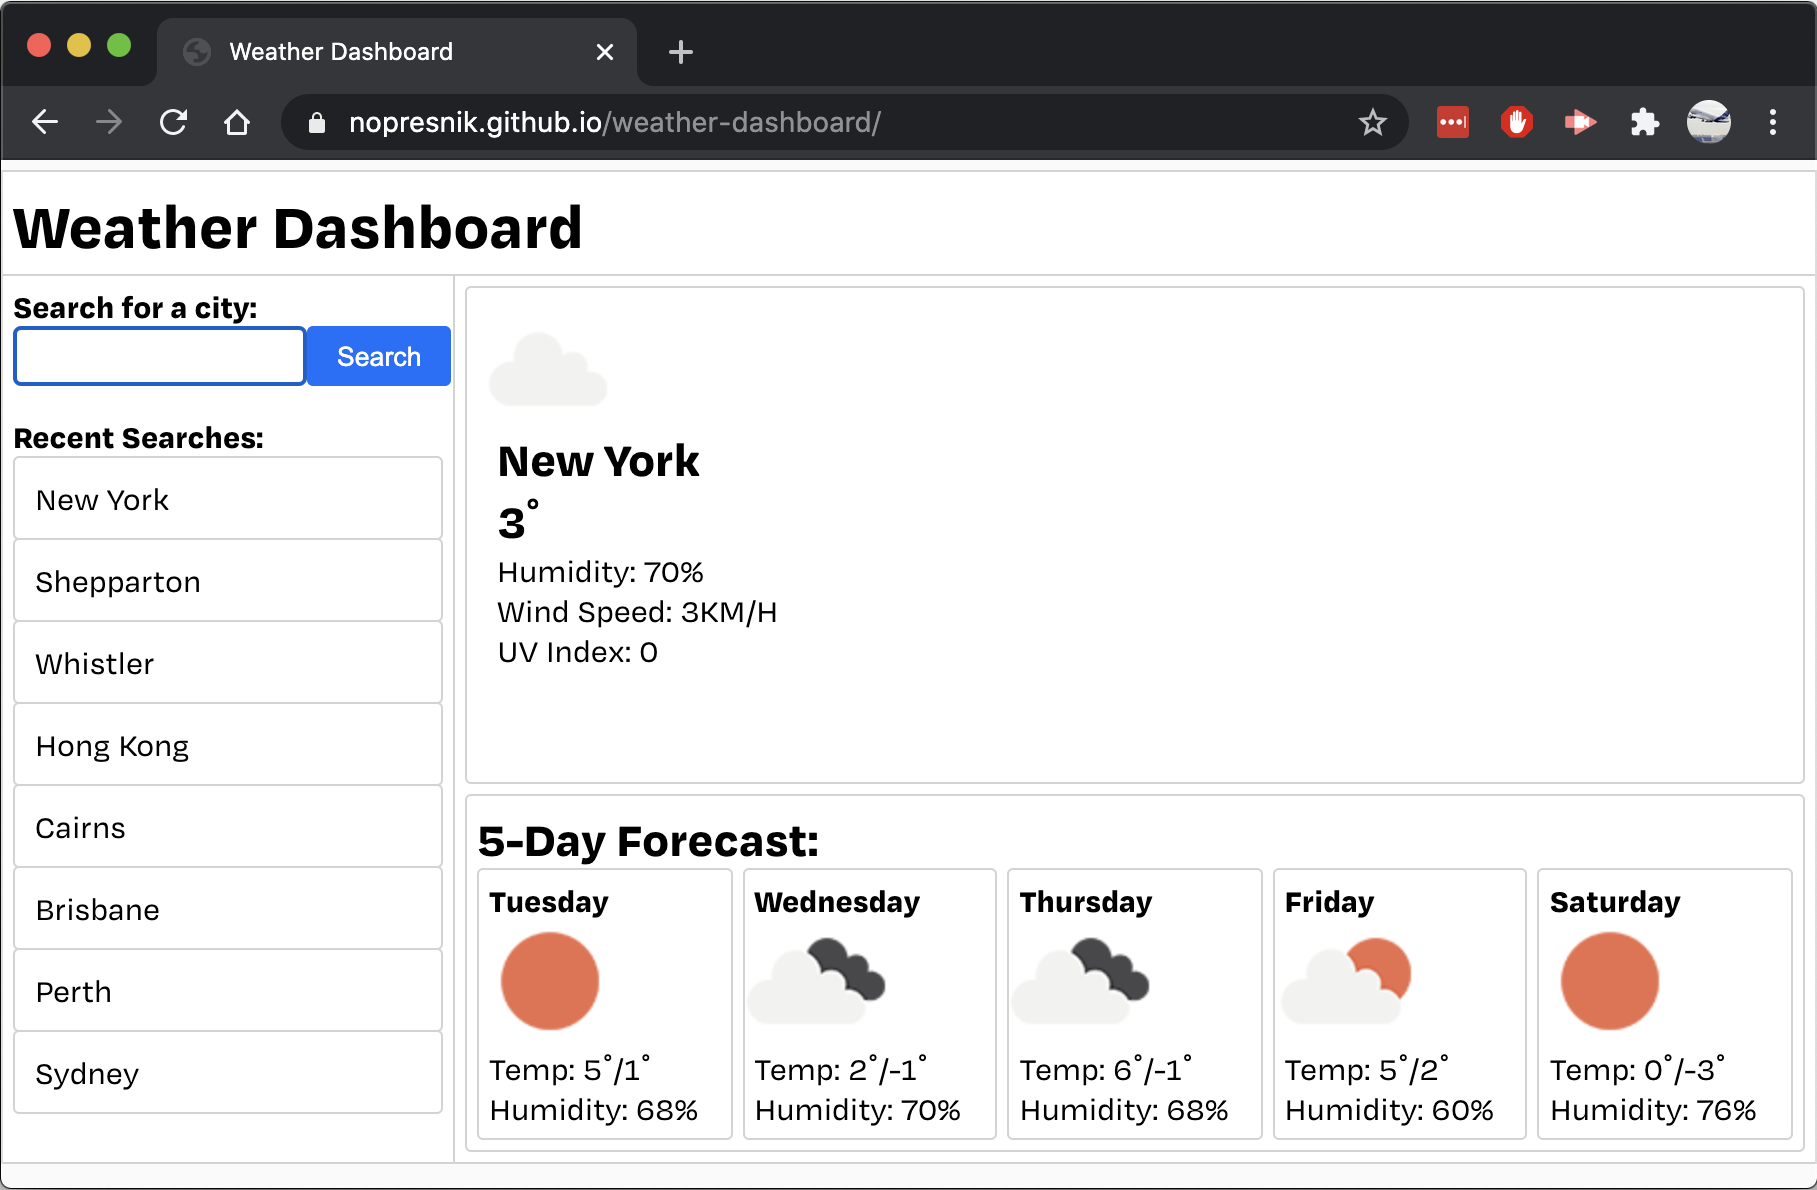 Weather Dashboard
nopresnik.github.io/weather-dashboard/
Weather Dashboard
Search for a city:
Search
Recent Searches:
New York
Shepparton
Whistler
Hong Kong
Cairns
Brisbane
Perth
Sydney
New York
3°
Humidity: 70%
Wind Speed: 3KM/H
UV Index: 0
5-Day Forecast:
Tuesday
Temp: 5°/1°
Humidity: 68%
Wednesday
Temp: 2°/-1°
Humidity: 70%
Thursday
Temp: 6°/-1°
Humidity: 68%
Friday
Temp: 5°/2°
Humidity: 60%
Saturday
Temp: 0°/-3°
Humidity: 76%